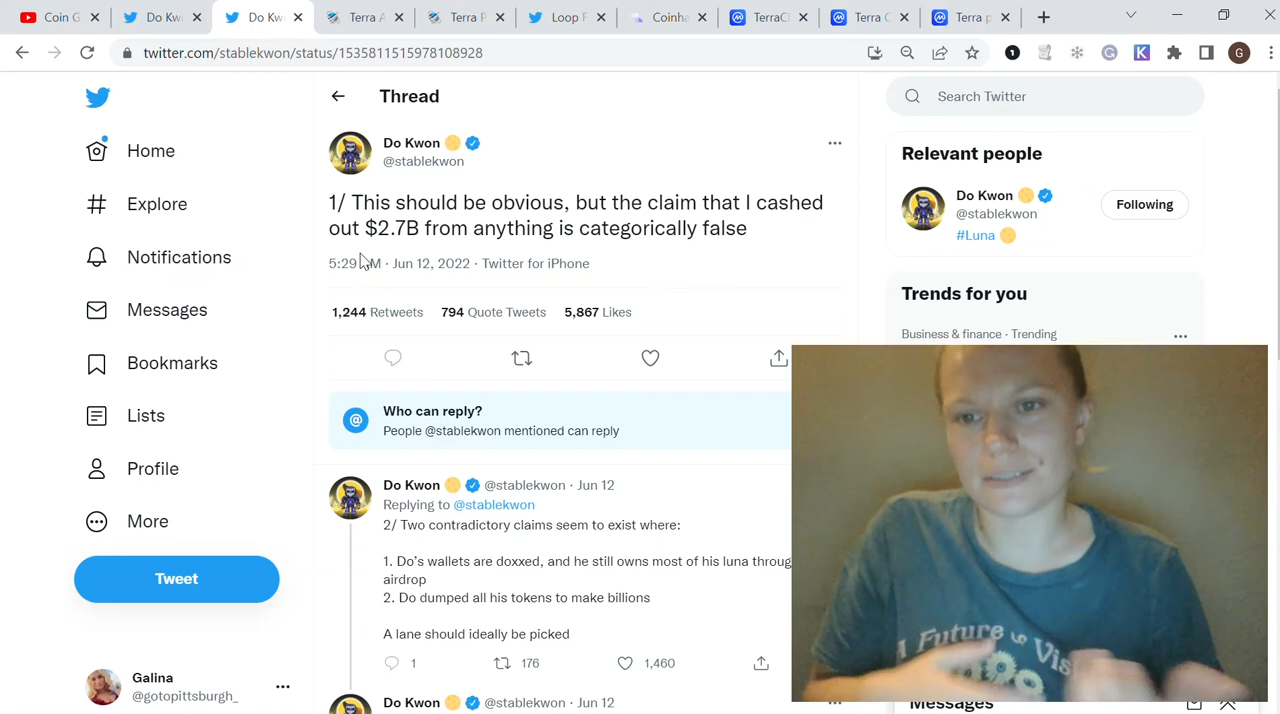 Coin G
Do Kw
Do Kw
Terra A
Terra F
Loop F
Coinha
TerraCl
Terra C
Terra p
twitter.com/stablekwon/status/1535811515978108928
G
Thread
Search Twitter
Home
Explore
Notifications
Messages
Bookmarks
Lists
Profile
More
Tweet
Galina
@gotopittsburgh_
Do Kwon
@stablekwon
1/ This should be obvious, but the claim that I cashed
out $2.7B from anything is categorically false
5:29 M · Jun 12, 2022 · Twitter for iPhone
1,244 Retweets 794 Quote Tweets 5,867 Likes
Who can reply?
People @stablekwon mentioned can reply
Do Kwon @stablekwon · Jun 12
Replying to @stablekwon
2/ Two contradictory claims seem to exist where:
1. Do's wallets are doxxed, and he still owns most of his luna throug
airdrop
2. Do dumped all his tokens to make billions
A lane should ideally be picked
1 176 1,460
Do Kwon @stablekwon · Jun 12
Relevant people
Do Kwon
@stablekwon
Following
#Luna
Trends for you
Business & finance · Trending
A Future
Vis
Messages